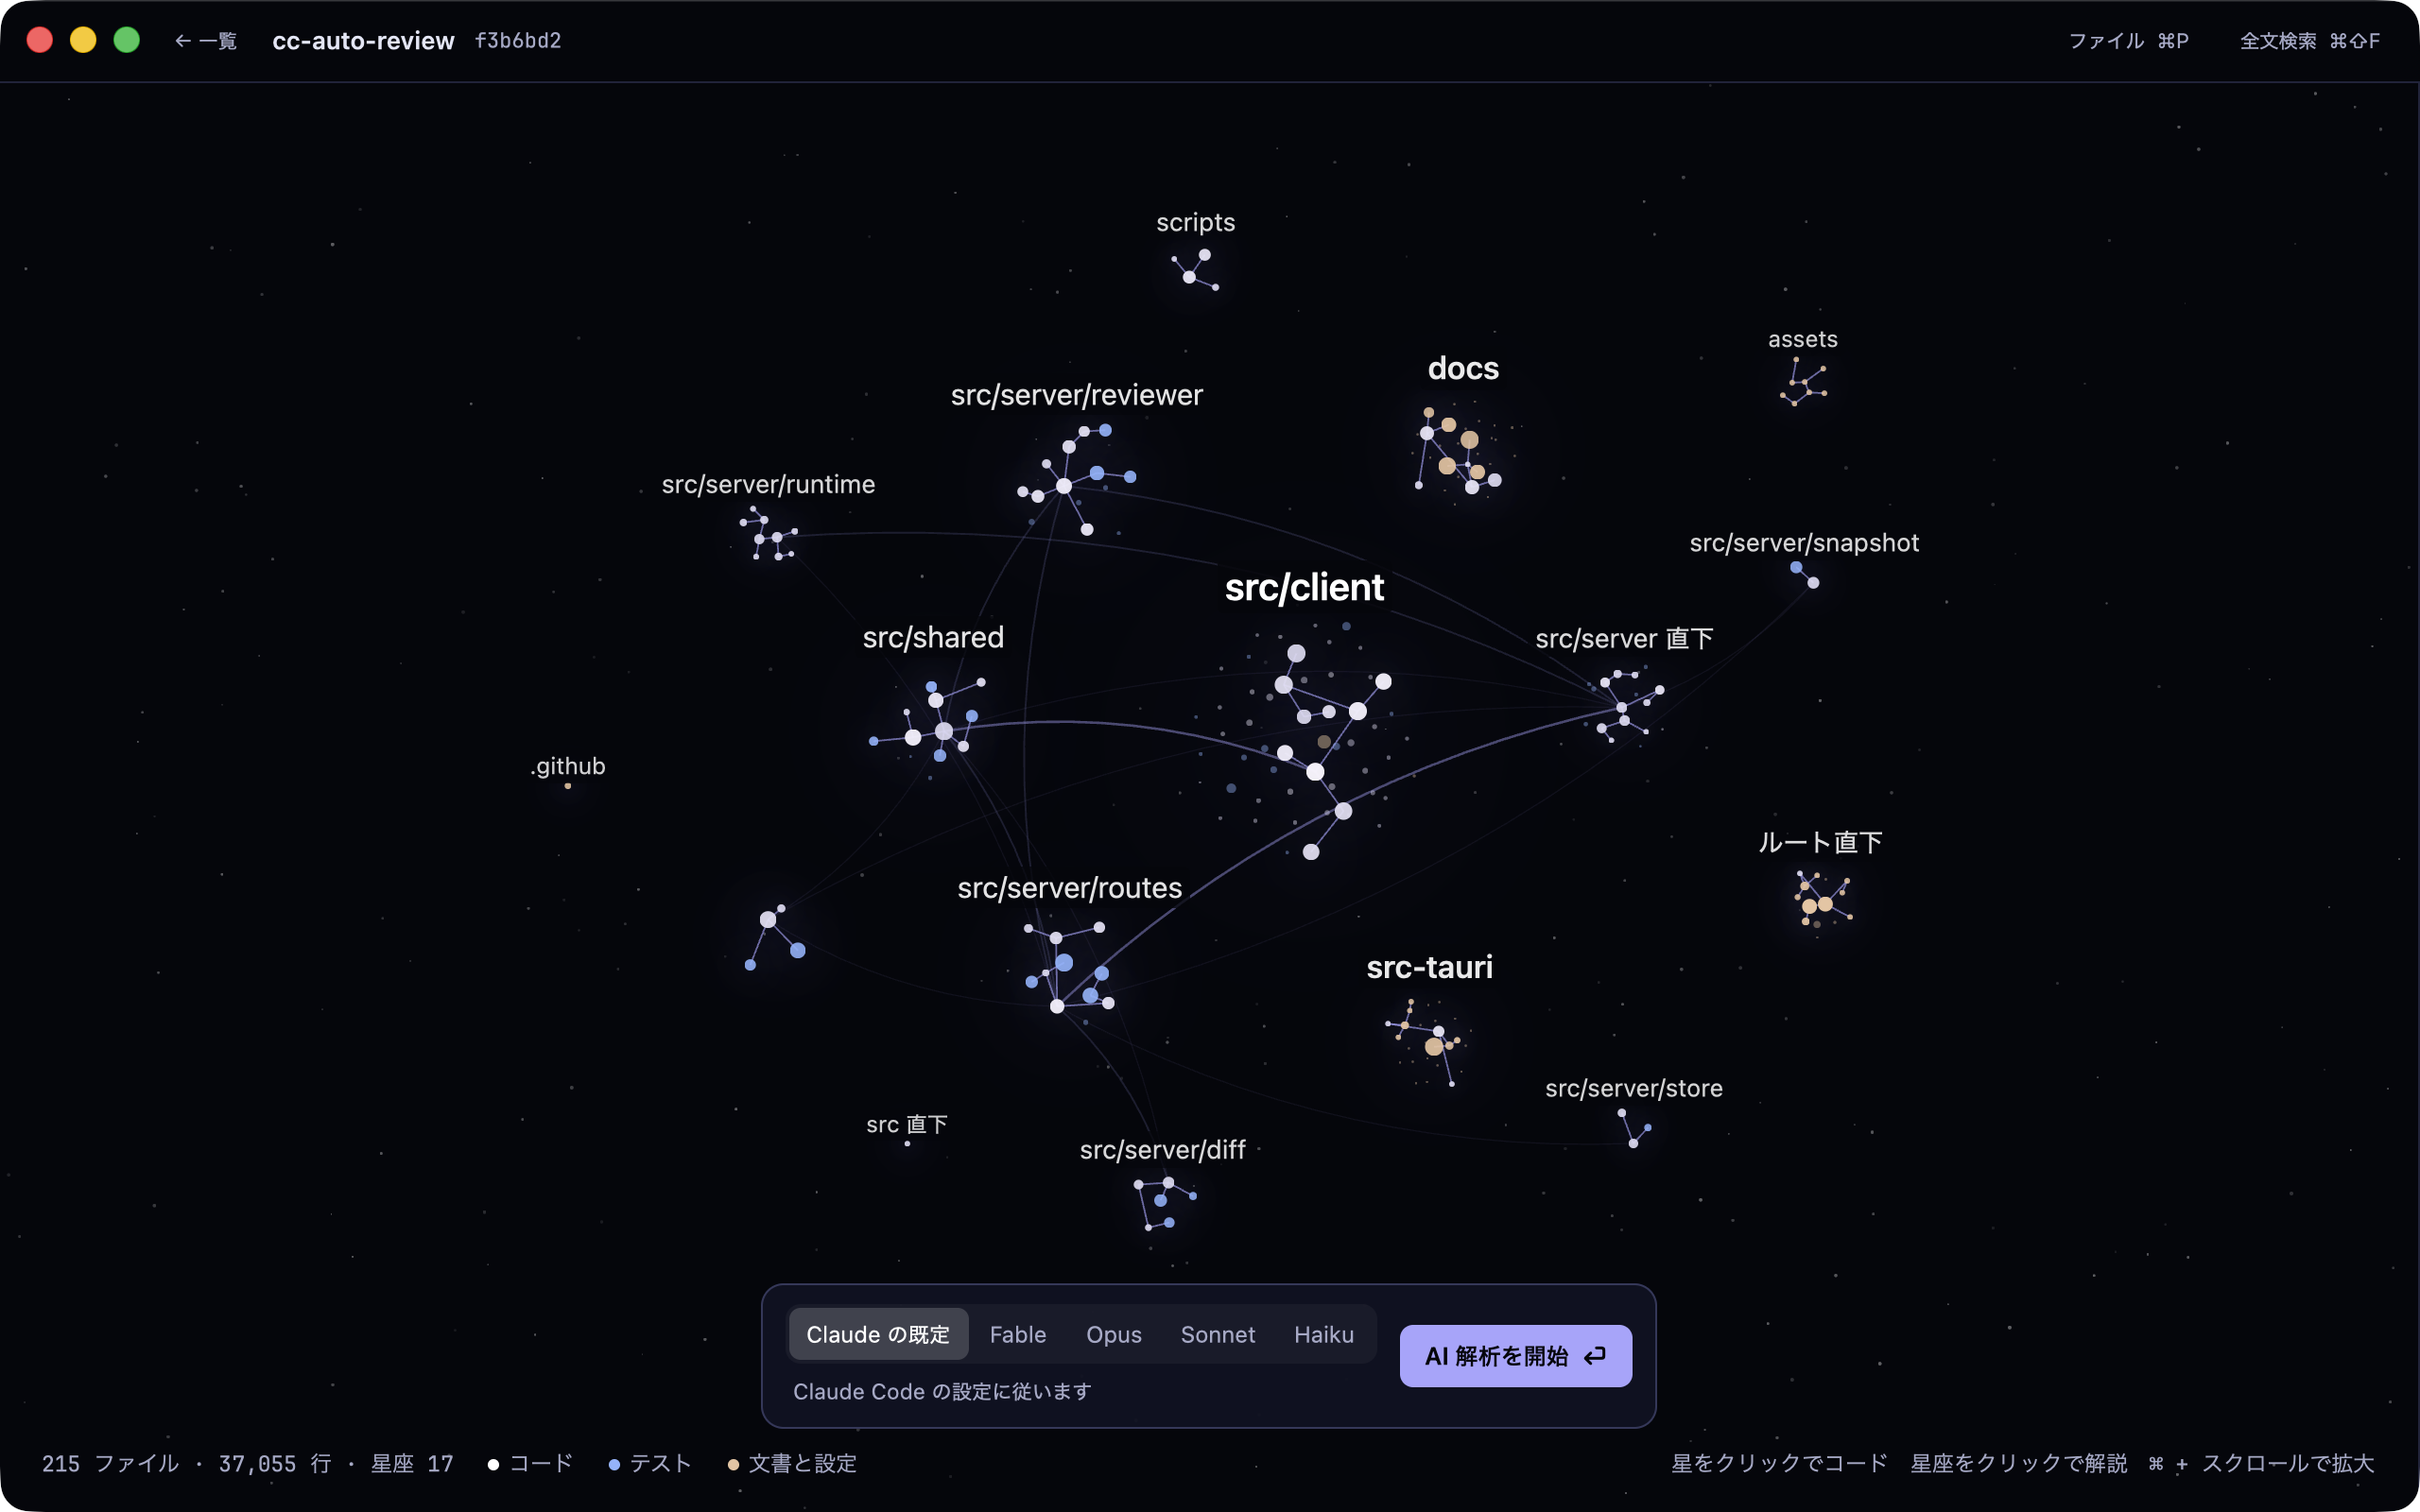 ← 一覧 cc-auto-review f3b6bd2 ファイル ⌘P 全文検索 ⌘⇧F
scripts
assets
docs
src/server/reviewer
src/server/runtime
src/server/snapshot
src/client
src/shared
src/server 直下
.github
ルート直下
src/server/routes
src-tauri
src/server/store
src 直下
src/server/diff
Claude の既定 Fable Opus Sonnet Haiku
AI 解析を開始 ↵
Claude Code の設定に従います
215 ファイル · 37,055 行 · 星座 17 コード テスト 文書と設定 星をクリックでコード 星座をクリックで解説 ⌘ + スクロールで拡大